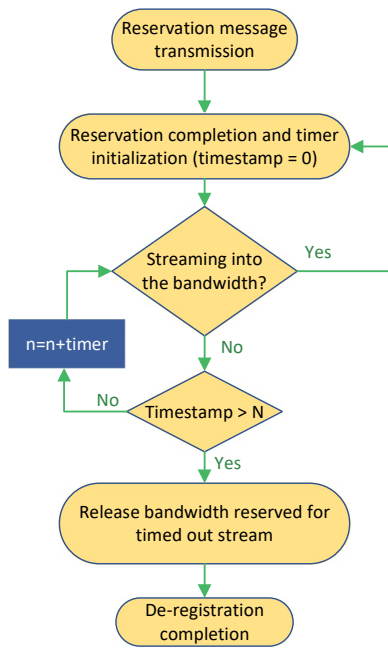 Reservation message
transmission
Reservation completion and timer
initialization (timestamp = 0)
Streaming into
the bandwidth?
Yes
n=n+timer
No
No
Timestamp > N
Yes
Release bandwidth reserved for
timed out stream
De-registration
completion